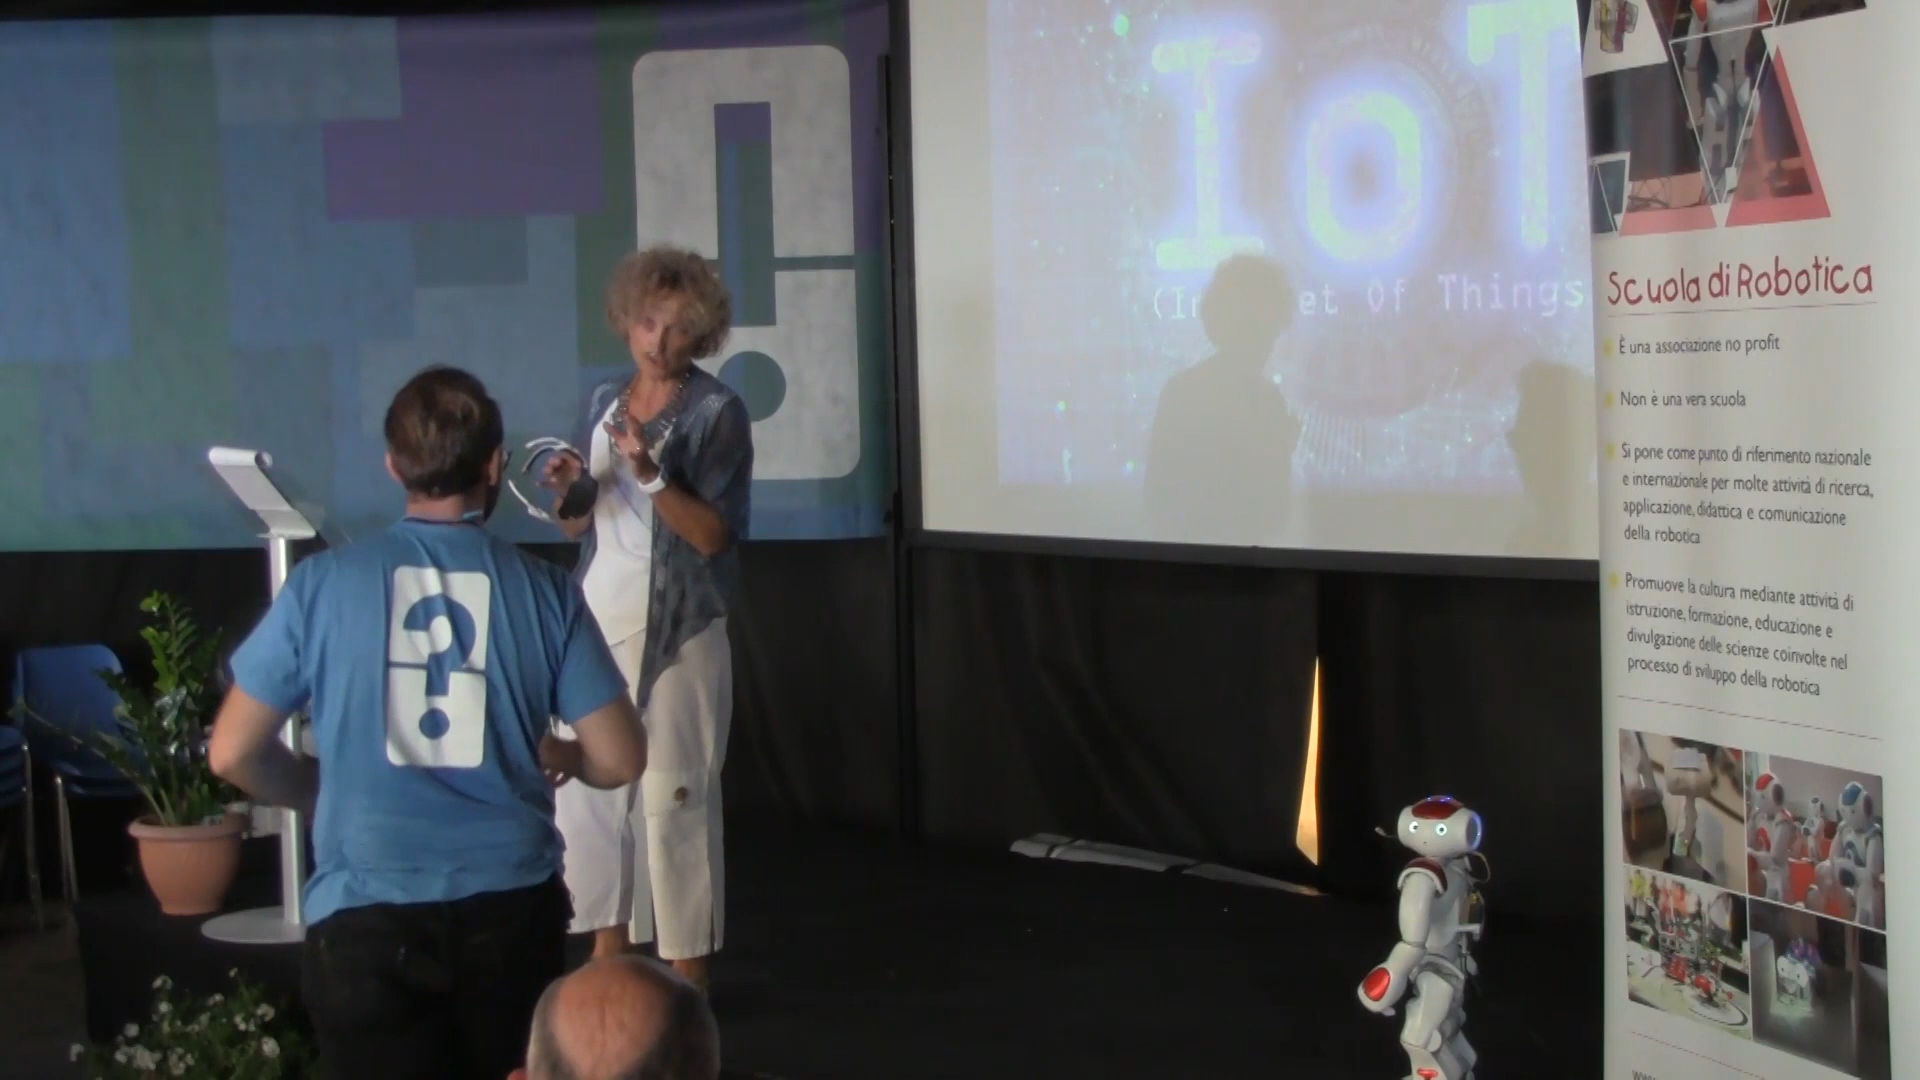 IoT
(In et Of Things
Scuola di Robotica
È una associazione no profit
Non è una vera scuola
Si pone come punto di riferimento nazionale
e internazionale per molte attività di ricerca,
applicazione, didattica e comunicazione
della robotica
Promuove la cultura mediante attività di
istruzione, formazione, educazione e
divulgazione delle scienze coinvolte nel
processo di sviluppo della robotica
www